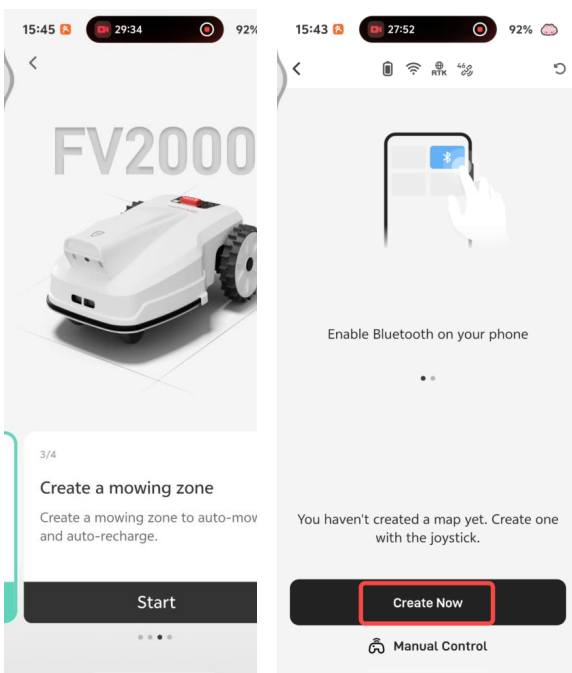 15:45
29:34
92%
FV2000
3/4
Create a mowing zone
Create a mowing zone to auto-mov
and auto-recharge.
Start
15:43
27:52
92%
RTK
4G
Enable Bluetooth on your phone
You haven't created a map yet. Create one
with the joystick.
Create Now
Manual Control